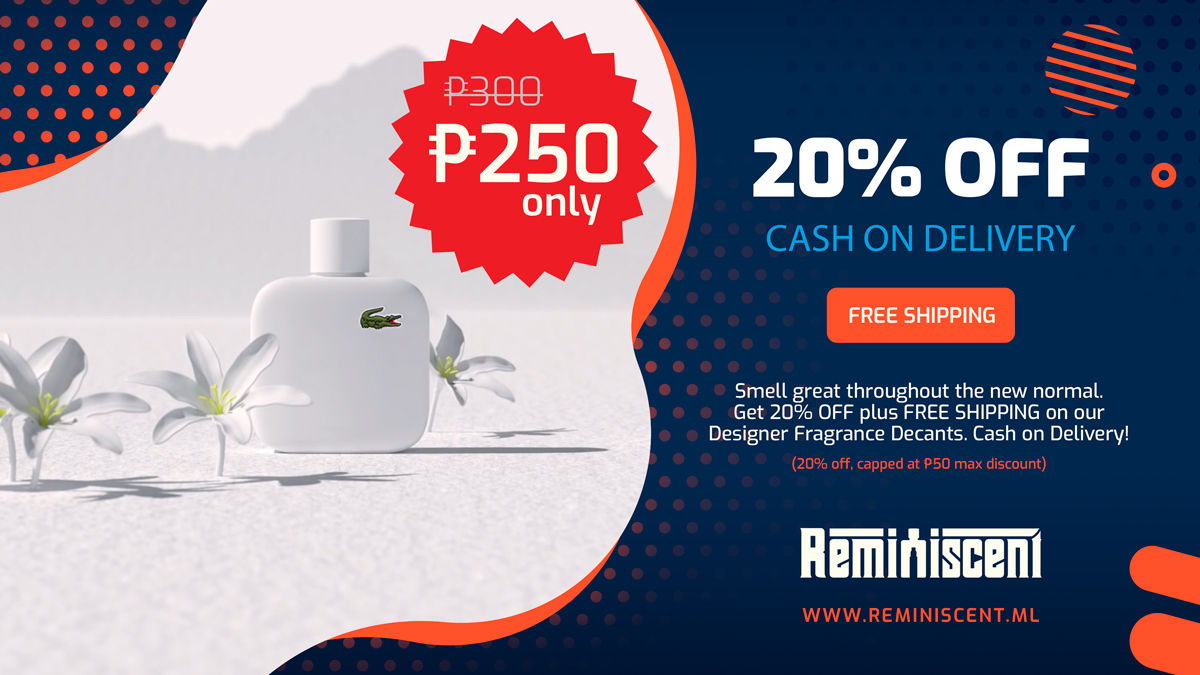 ₱300
₱250
only
20% OFF
CASH ON DELIVERY
FREE SHIPPING
Smell great throughout the new normal.
Get 20% OFF plus FREE SHIPPING on our
Designer Fragrance Decants. Cash on Delivery!
(20% off, capped at ₱50 max discount)
Reminiscent
WWW.REMINISCENT.ML